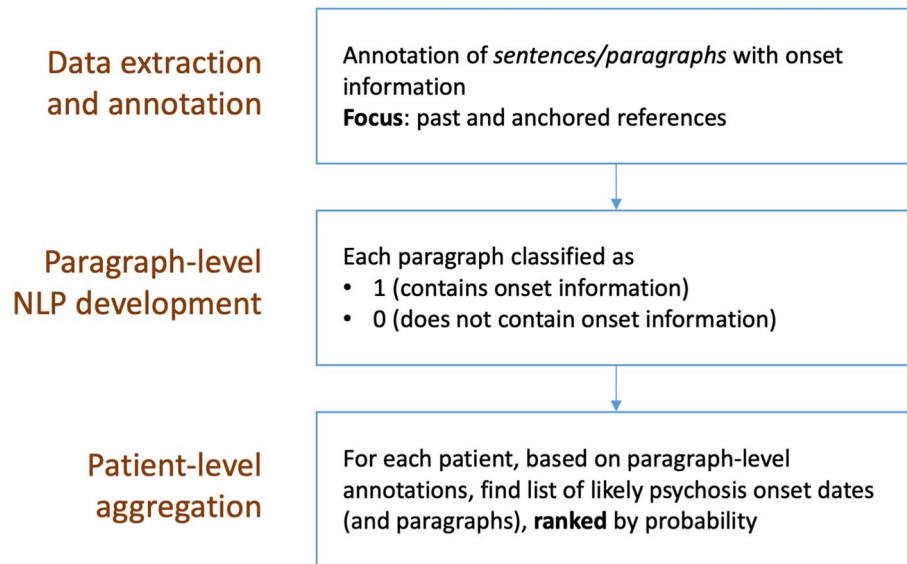 Data extraction
and annotation
Annotation of sentences/paragraphs with onset
information
Focus: past and anchored references
Paragraph-level
NLP development
Each paragraph classified as
• 1 (contains onset information)
• 0 (does not contain onset information)
Patient-level
aggregation
For each patient, based on paragraph-level
annotations, find list of likely psychosis onset dates
(and paragraphs), ranked by probability